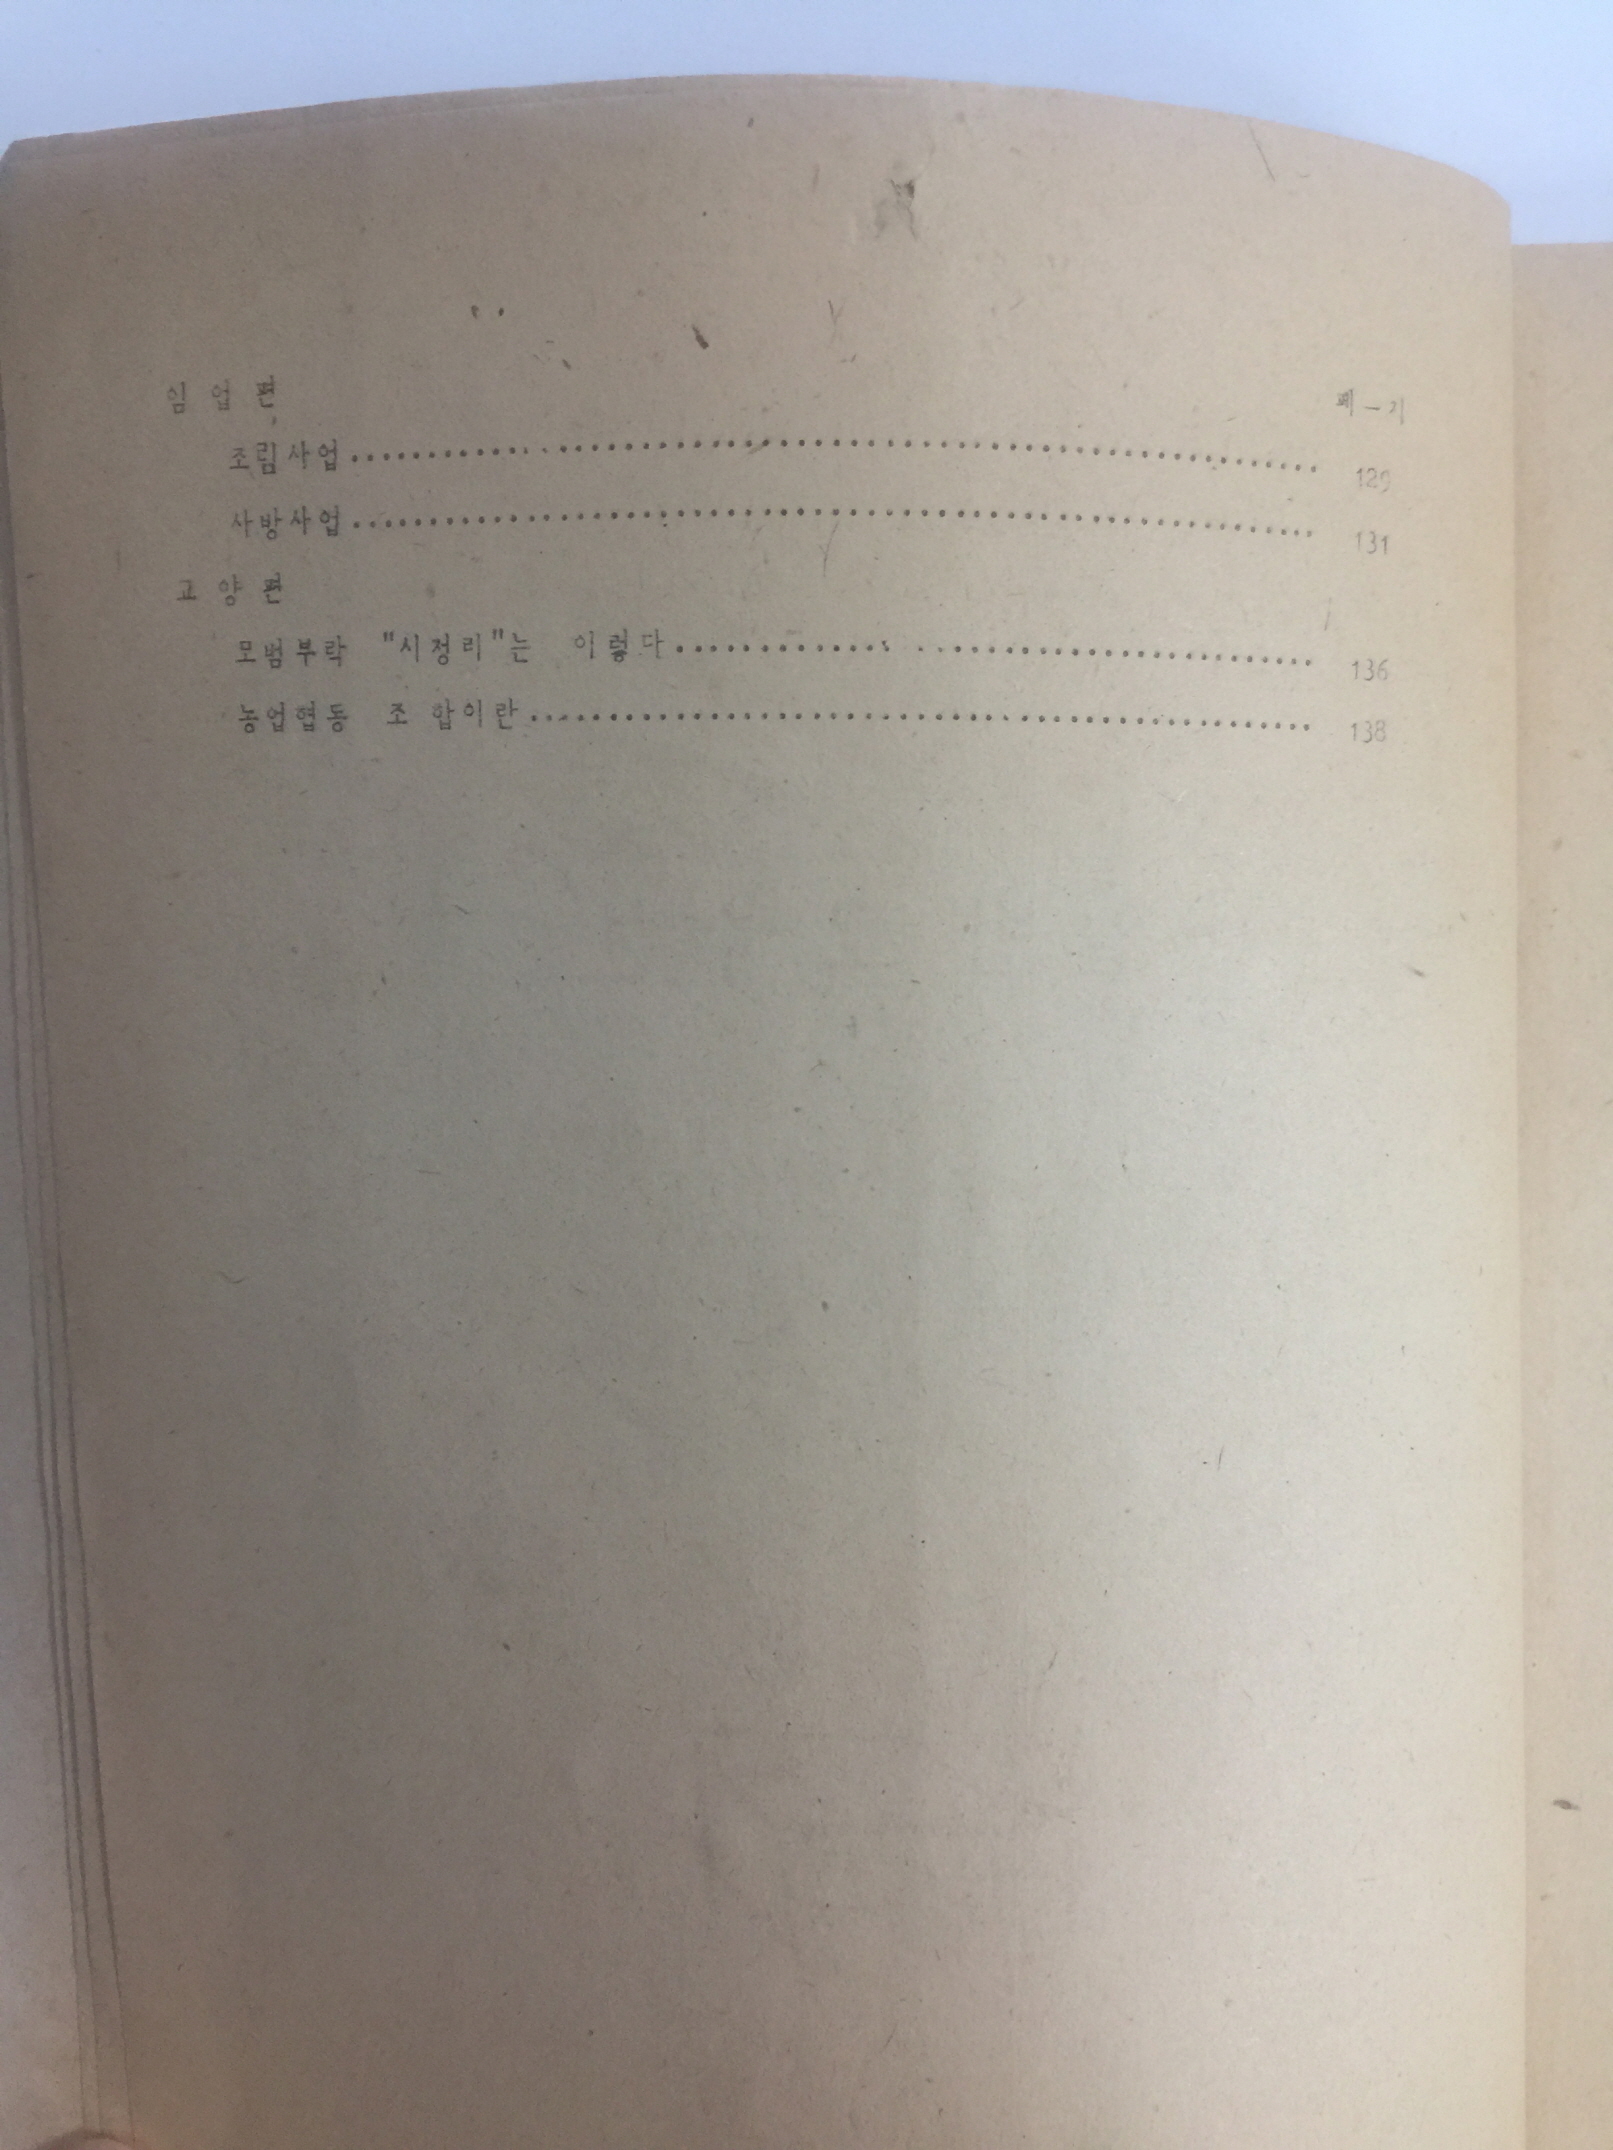 임 업 편 페-지
조림사업 ........................................ 129
사방사업 ........................................ 131
교 양 편
모범부락 "시정리"는 이렇다 ........................................ 136
농업협동 조 합이란 ........................................ 138